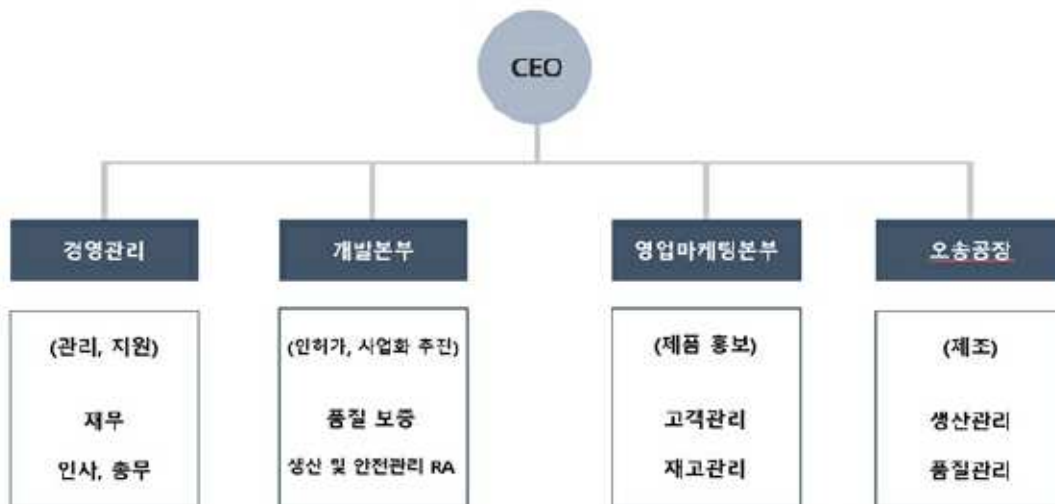 CEO
경영관리
개발본부
영업마케팅본부
오송공장
(관리, 지원)
재무
인사, 총무
(인허가, 사업화 추진)
품질 보증
생산 및 안전관리 RA
(제품 홍보)
고객관리
재고관리
(제조)
생산관리
품질관리